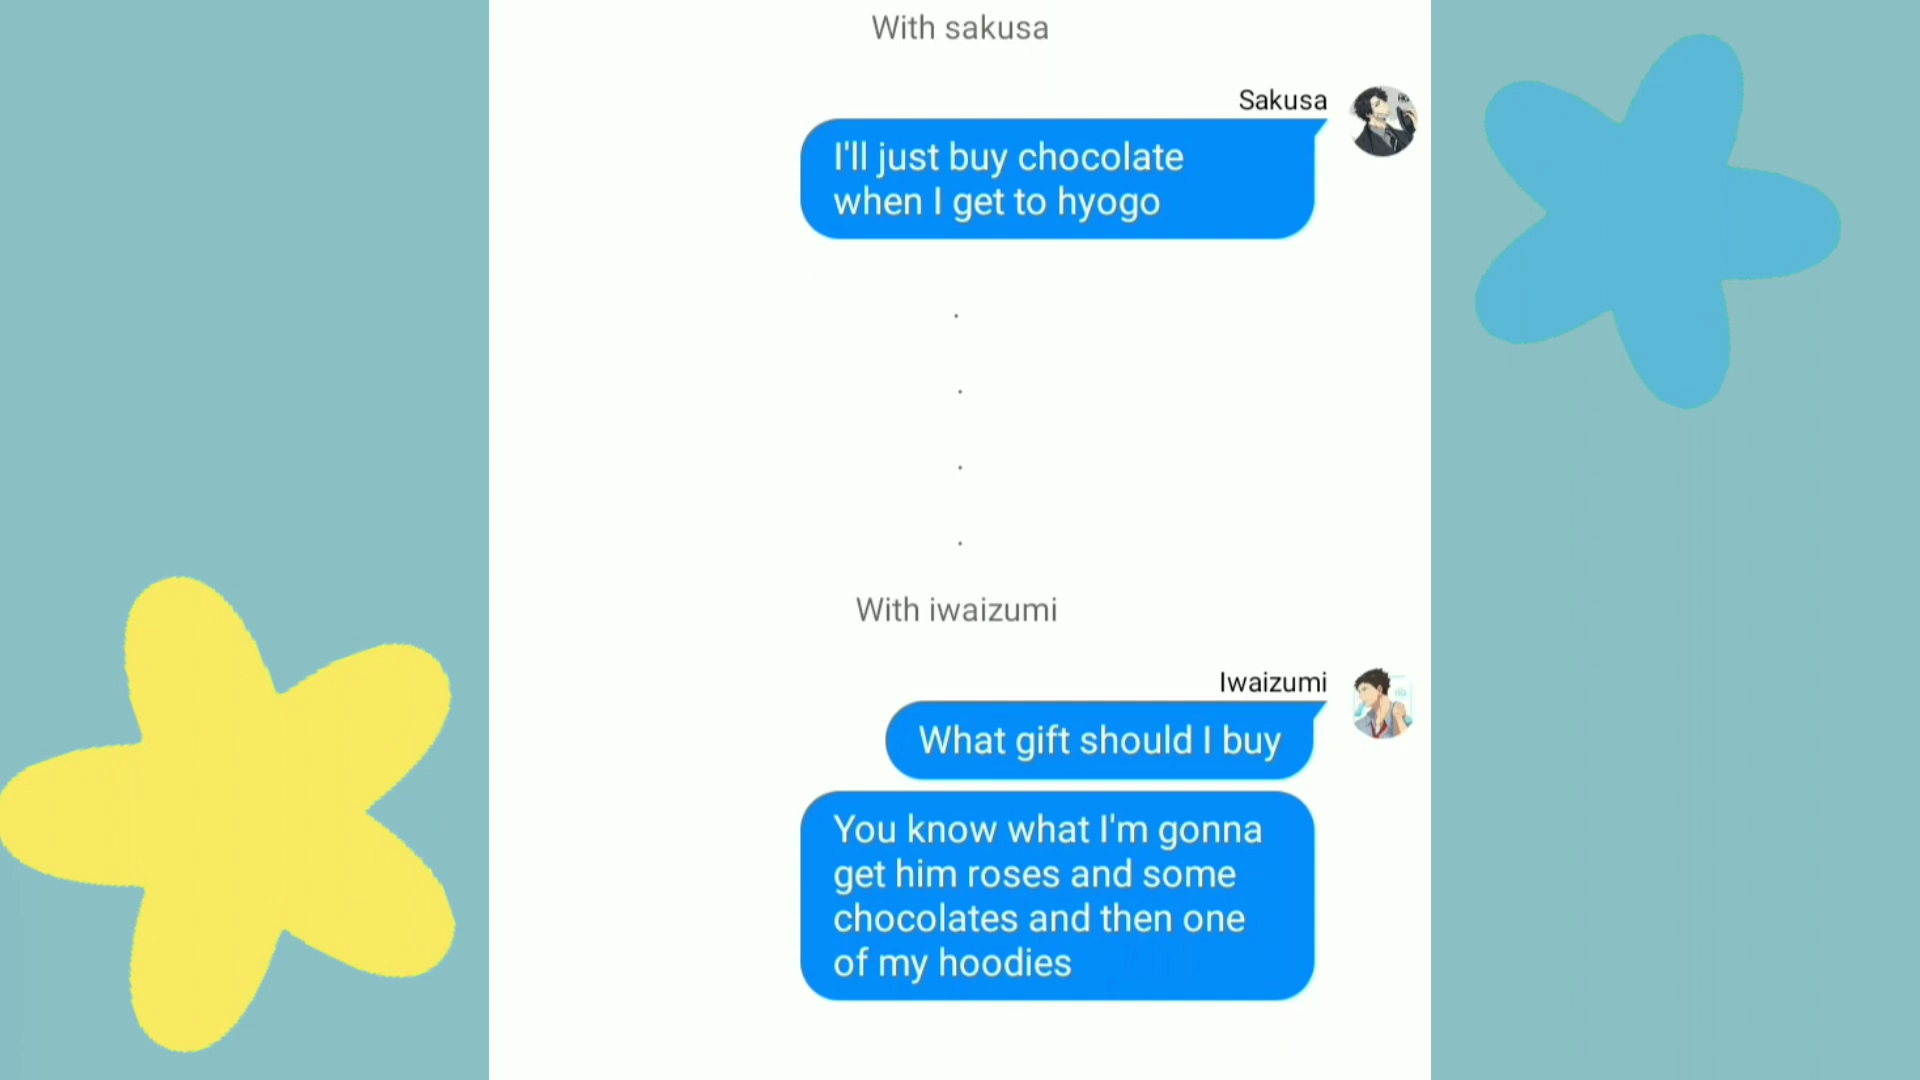 With sakusa
Sakusa
I'll just buy chocolate
when I get to hyogo
.
.
.
.
With iwaizumi
Iwaizumi
What gift should I buy
You know what I'm gonna
get him roses and some
chocolates and then one
of my hoodies